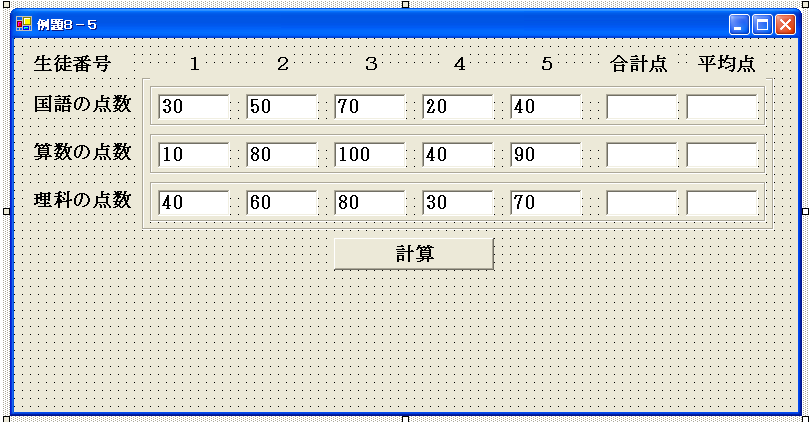 例題8－5
生徒番号 1 2 3 4 5 合計点 平均点
国語の点数 30 50 70 20 40
算数の点数 10 80 100 40 90
理科の点数 40 60 80 30 70
計算